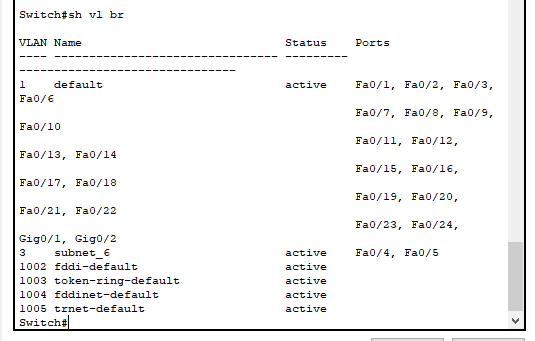 Switch#sh vl br
VLAN Name Status Ports
---- -------------------------------- --------- -------------------------------
1 default active Fa0/1, Fa0/2, Fa0/3,
Fa0/6
Fa0/7, Fa0/8, Fa0/9,
Fa0/10
Fa0/11, Fa0/12,
Fa0/13, Fa0/14
Fa0/15, Fa0/16,
Fa0/17, Fa0/18
Fa0/19, Fa0/20,
Fa0/21, Fa0/22
Fa0/23, Fa0/24,
Gig0/1, Gig0/2
3 subnet_6 active Fa0/4, Fa0/5
1002 fddi-default active
1003 token-ring-default active
1004 fddinet-default active
1005 trnet-default active
Switch#